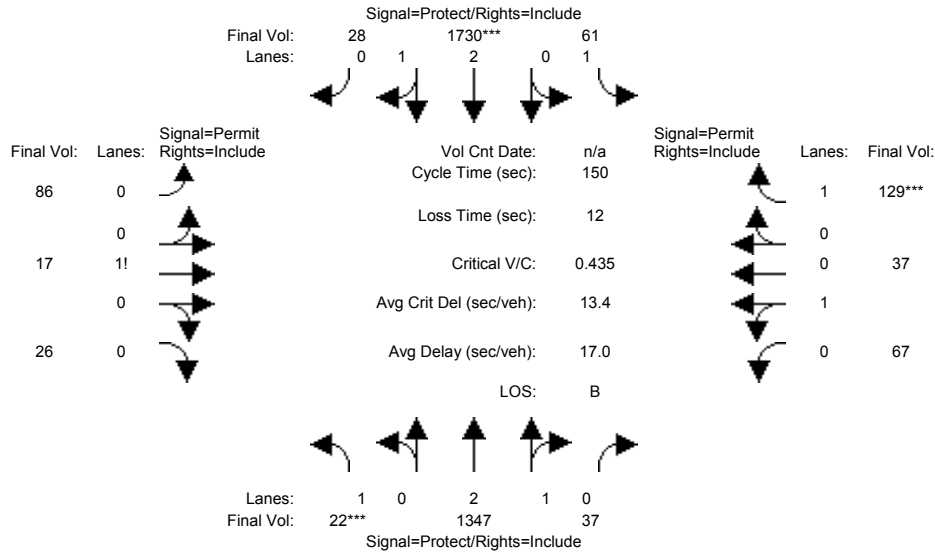 Signal=Protect/Rights=Include
Final Vol: 28 1730*** 61
Lanes: 0 1 2 0 1
Signal=Permit Signal=Permit
Final Vol: Lanes: Rights=Include Vol Cnt Date: n/a Rights=Include Lanes: Final Vol:
Cycle Time (sec): 150
86 0 1 129***
Loss Time (sec): 12
0 0
17 1! Critical V/C: 0.435 0 37
0 Avg Crit Del (sec/veh): 13.4 1
26 0 Avg Delay (sec/veh): 17.0 0 67
LOS: B
Lanes: 1 0 2 1 0
Final Vol: 22*** 1347 37
Signal=Protect/Rights=Include